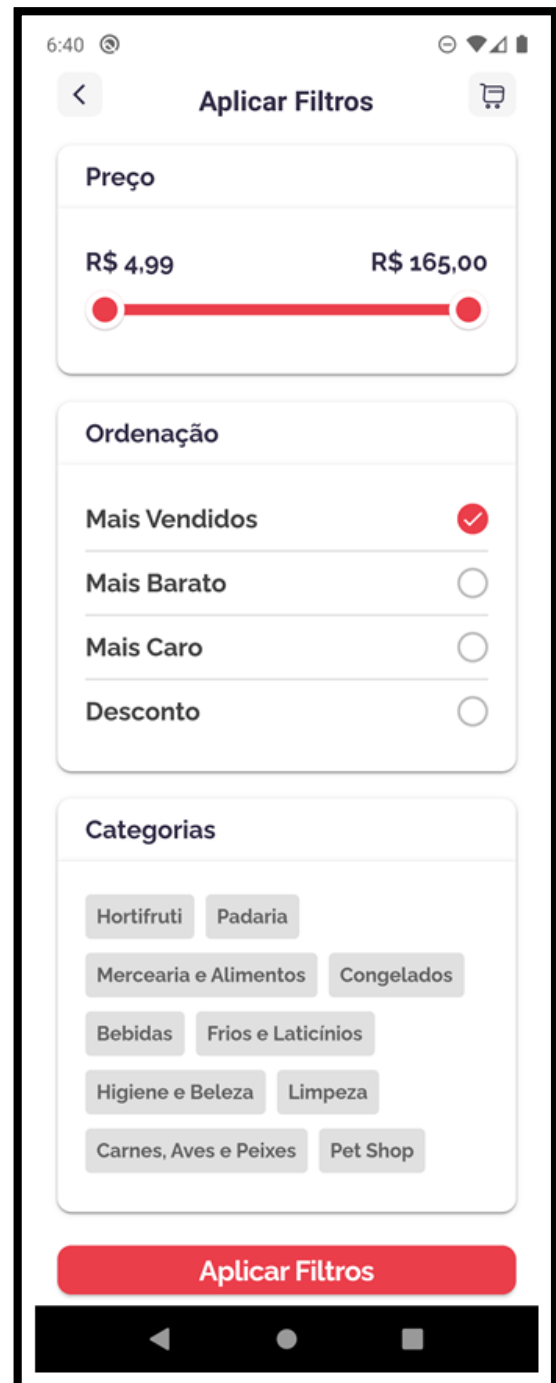 6:40
Aplicar Filtros
Preço
R$ 4,99 R$ 165,00
Ordenação
Mais Vendidos
Mais Barato
Mais Caro
Desconto
Categorias
Hortifruti Padaria
Mercearia e Alimentos Congelados
Bebidas Frios e Laticínios
Higiene e Beleza Limpeza
Carnes, Aves e Peixes Pet Shop
Aplicar Filtros